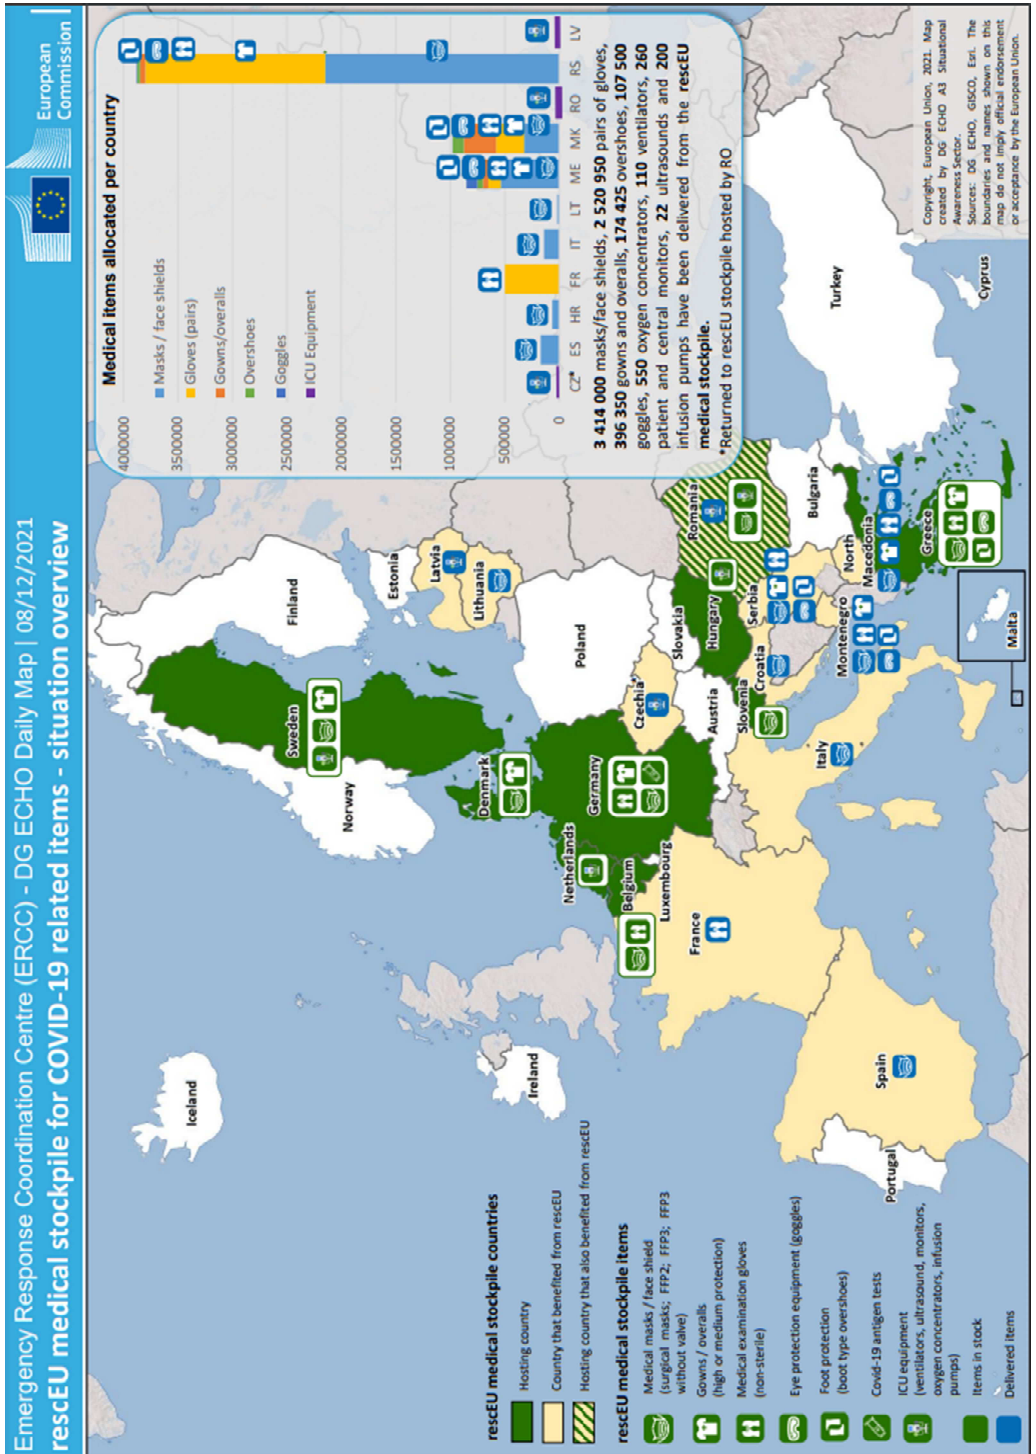 Emergency Response Coordination Centre (ERCC) - DG ECHO Daily Map | 08/12/2021
rescEU medical stockpile for COVID-19 related items - situation overview
European
Commission
Medical items allocated per country
Masks / face shields
Gloves (pairs)
Gowns/overalls
Overshoes
Goggles
ICU Equipment
4000000
3500000
3000000
2500000
2000000
1500000
1000000
500000
0
CZ*
ES
HR
FR
IT
LT
ME
MK
RO
RS
LV
3 414 000 masks/face shields, 2 520 950 pairs of gloves,
396 350 gowns and overalls, 174 425 overshoes, 107 500
goggles, 550 oxygen concentrators, 110 ventilators, 260
patient and central monitors, 22 ultrasounds and 200
infusion pumps have been delivered from the rescEU
medical stockpile.
*Returned to rescEU stockpile hosted by RO
Iceland
Norway
Sweden
Finland
Estonia
Latvia
Lithuania
Denmark
Ireland
Netherlands
Belgium
Luxembourg
Germany
Poland
Czechia*
Slovakia
Austria
Hungary
Romania
Slovenia
Croatia
Serbia
Bulgaria
Montenegro
North
Macedonia
Greece
Turkey
Cyprus
Malta
Italy
France
Spain
Portugal
rescEU medical stockpile countries
Hosting country
Country that benefited from rescEU
Hosting country that also benefited from rescEU
rescEU medical stockpile items
Medical masks / face shield
(surgical masks; FFP2; FFP3; FFP3
without valve)
Gowns / overalls
(high or medium protection)
Medical examination gloves
(non-sterile)
Eye protection equipment (goggles)
Foot protection
(boot type overshoes)
Covid-19 antigen tests
ICU equipment
(ventilators, ultrasound, monitors,
oxygen concentrators, infusion
pumps)
Items in stock
Delivered items
Copyright, European Union, 2021. Map
created by DG ECHO A3 Situational
Awareness Sector.
Sources: DG ECHO, GISCO, Esri. The
boundaries and names shown on this
map do not imply official endorsement
or acceptance by the European Union.